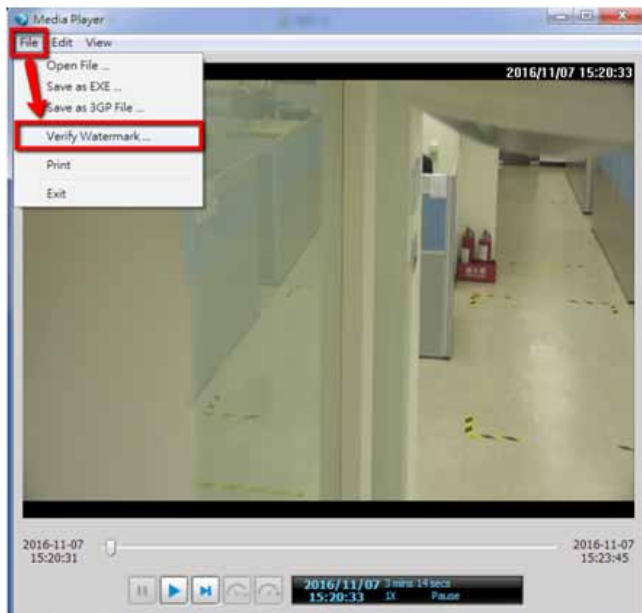 Media Player
File Edit View
Open File ...
Save as EXE ...
Save as 3GP File ...
Verify Watermark ...
Print
Exit
2016/11/07 15:20:33
2016-11-07
15:20:31
2016-11-07
15:23:45
2016/11/07 3 mins 14 secs
15:20:33 1X Pause